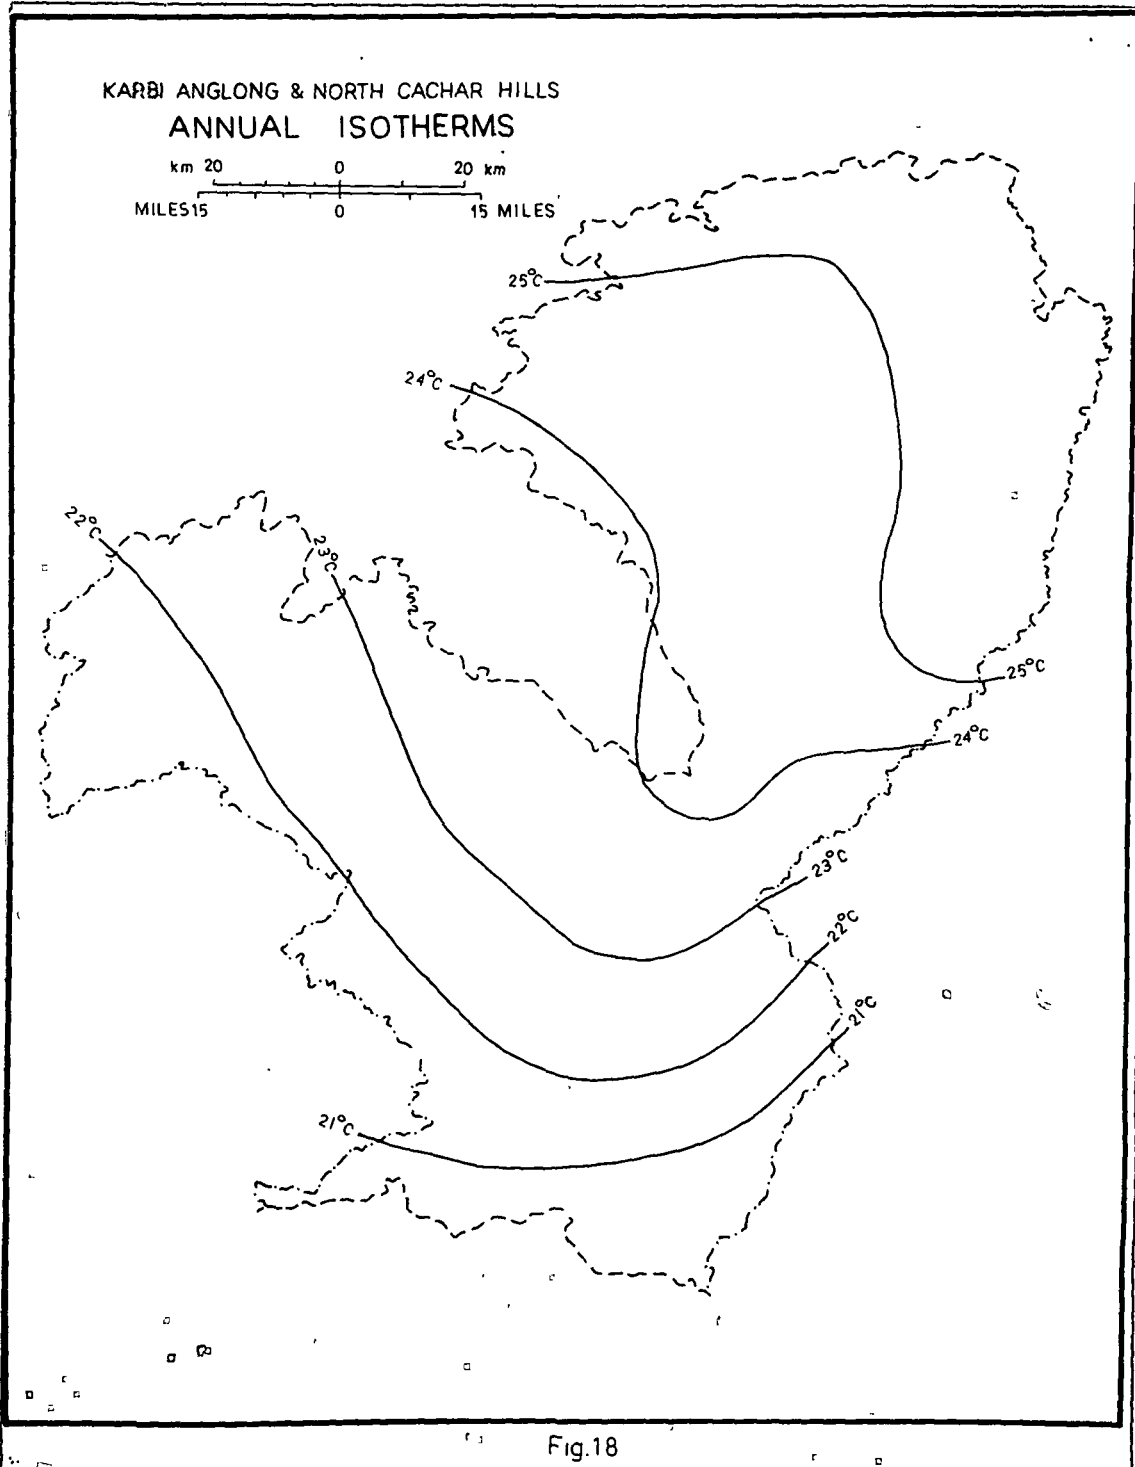 KARBI ANGLONG & NORTH CACHAR HILLS
ANNUAL ISOTHERMS
km 20 0 20 km
MILES 15 0 15 MILES
25°C
24°C
22°C
23°C
25°C
24°C
23°C
22°C
21°C
21°C
Fig.18